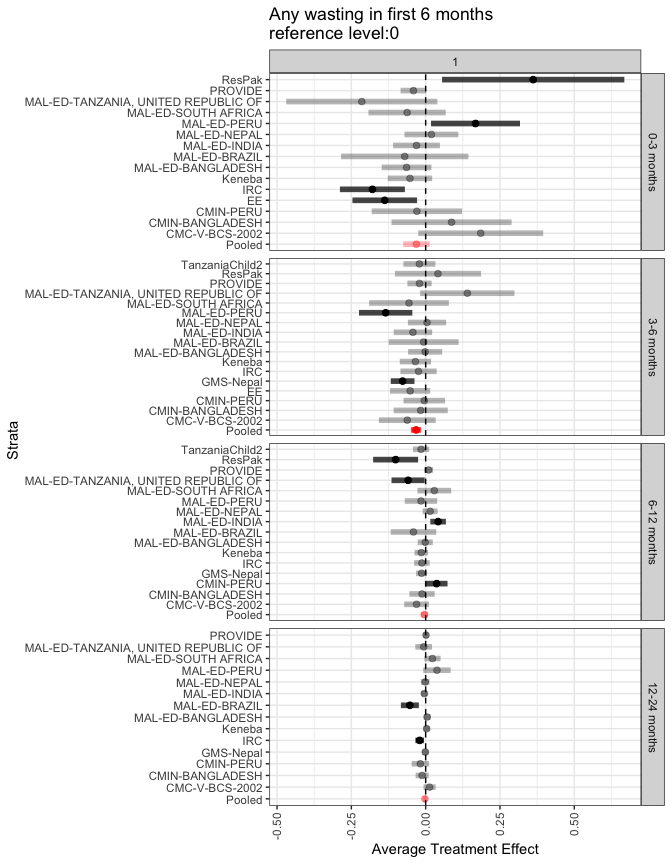 Any wasting in first 6 months
reference level:0
1
ResPak
PROVIDE
MAL-ED-TANZANIA, UNITED REPUBLIC OF
MAL-ED-SOUTH AFRICA
MAL-ED-PERU
MAL-ED-NEPAL
MAL-ED-INDIA
MAL-ED-BRAZIL
MAL-ED-BANGLADESH
Keneba
IRC
EE
CMIN-PERU
CMIN-BANGLADESH
CMC-V-BCS-2002
Pooled
0-3 months
TanzaniaChild2
ResPak
PROVIDE
MAL-ED-TANZANIA, UNITED REPUBLIC OF
MAL-ED-SOUTH AFRICA
MAL-ED-PERU
MAL-ED-NEPAL
MAL-ED-INDIA
MAL-ED-BRAZIL
MAL-ED-BANGLADESH
Keneba
IRC
GMS-Nepal
EE
CMIN-PERU
CMIN-BANGLADESH
CMC-V-BCS-2002
Pooled
3-6 months
Strata
TanzaniaChild2
ResPak
PROVIDE
MAL-ED-TANZANIA, UNITED REPUBLIC OF
MAL-ED-SOUTH AFRICA
MAL-ED-PERU
MAL-ED-NEPAL
MAL-ED-INDIA
MAL-ED-BRAZIL
MAL-ED-BANGLADESH
Keneba
IRC
GMS-Nepal
CMIN-PERU
CMIN-BANGLADESH
CMC-V-BCS-2002
Pooled
6-12 months
PROVIDE
MAL-ED-TANZANIA, UNITED REPUBLIC OF
MAL-ED-SOUTH AFRICA
MAL-ED-PERU
MAL-ED-NEPAL
MAL-ED-INDIA
MAL-ED-BRAZIL
MAL-ED-BANGLADESH
Keneba
IRC
GMS-Nepal
CMIN-PERU
CMIN-BANGLADESH
CMC-V-BCS-2002
Pooled
12-24 months
-0.50
-0.25
0.00
0.25
0.50
Average Treatment Effect